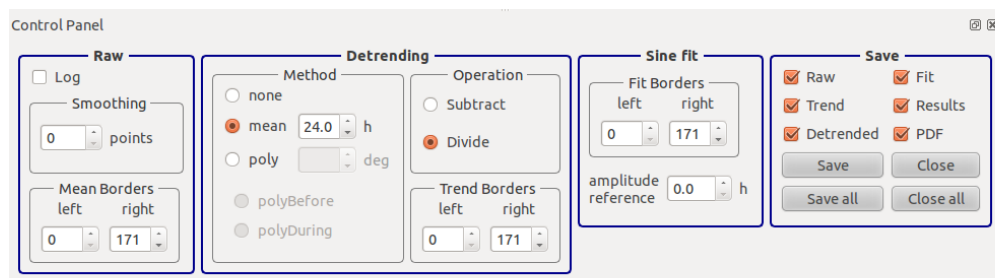 Control Panel
Raw
Log
Smoothing
0 points
Mean Borders
left right
0 171
Detrending
Method
none
mean 24.0 h
poly deg
polyBefore
polyDuring
Operation
Subtract
Divide
Trend Borders
left right
0 171
Sine fit
Fit Borders
left right
0 171
amplitude
reference 0.0 h
Save
Raw Fit
Trend Results
Detrended PDF
Save Close
Save all Close all